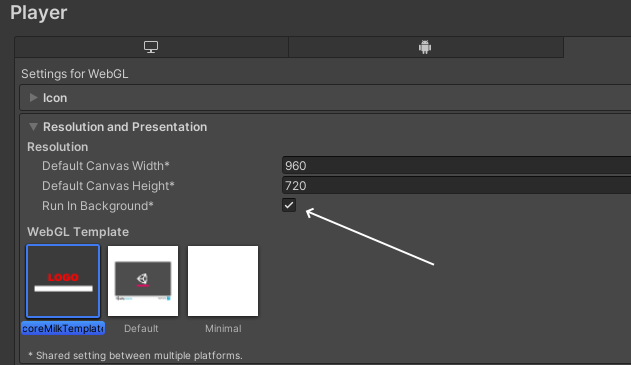 Player
Settings for WebGL
Icon
Resolution and Presentation
Resolution
Default Canvas Width* 960
Default Canvas Height* 720
Run In Background*
WebGL Template
LOGO
coreMilkTemplate Default Minimal
* Shared setting between multiple platforms.